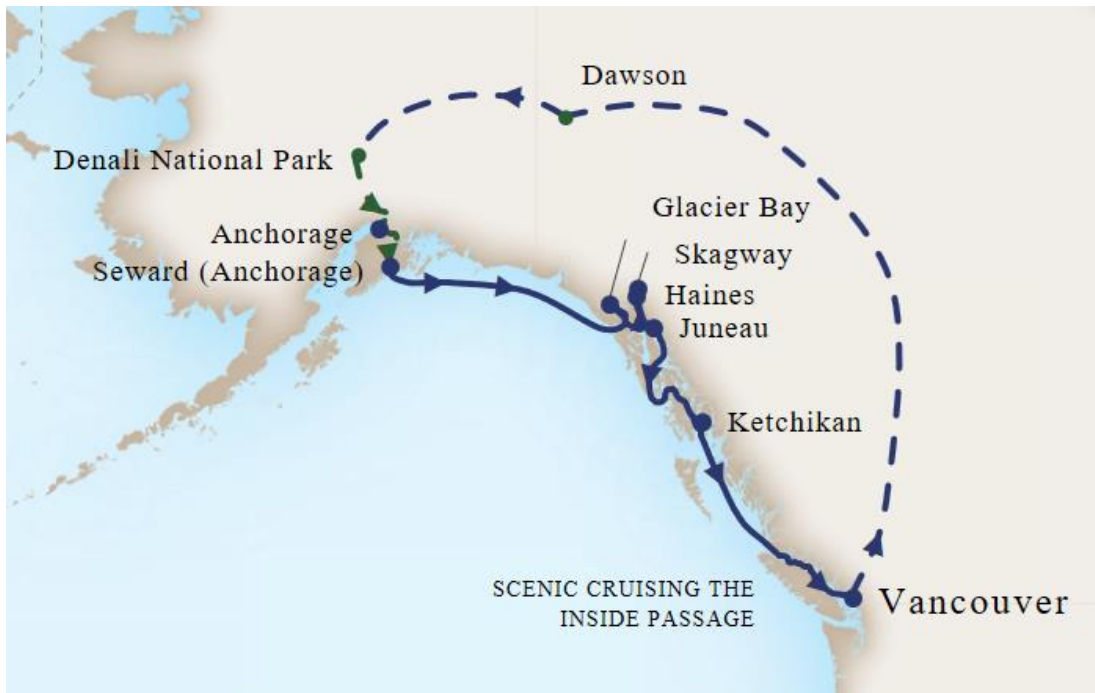 Dawson
Denali National Park
Glacier Bay
Anchorage
Skagway
Seward (Anchorage)
Haines
Juneau
Ketchikan
SCENIC CRUISING THE
INSIDE PASSAGE
Vancouver